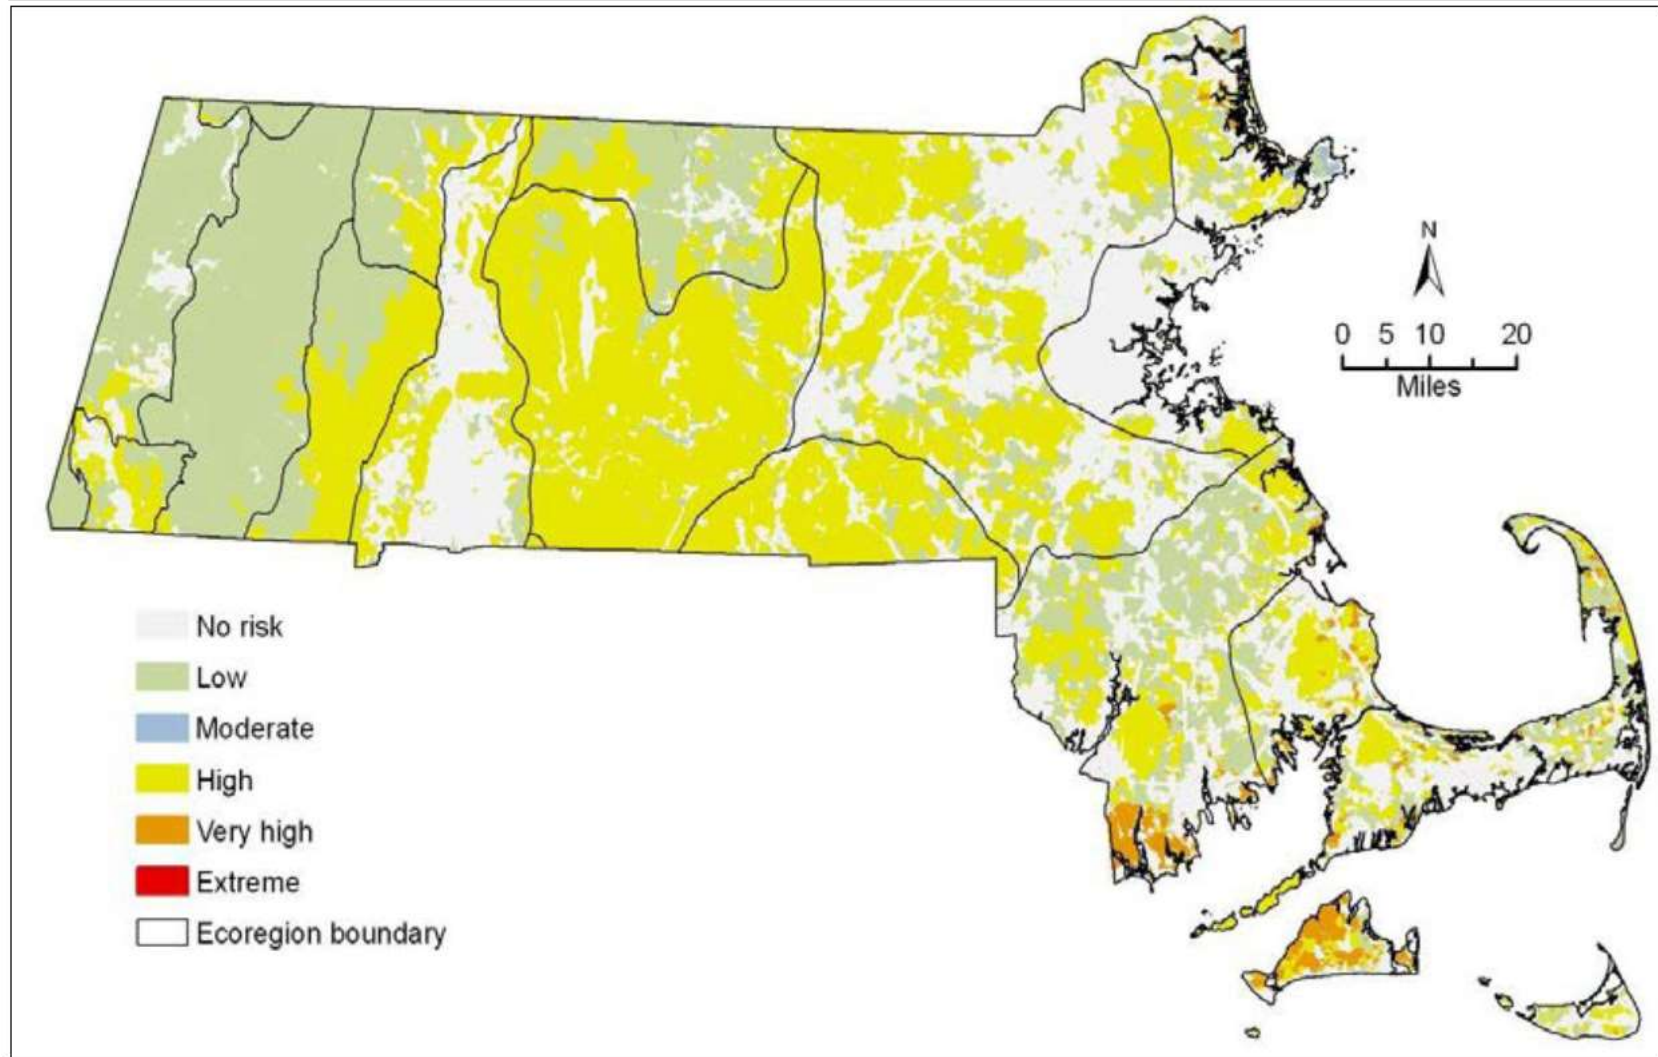 N
0 5 10 20
Miles
No risk
Low
Moderate
High
Very high
Extreme
Ecoregion boundary